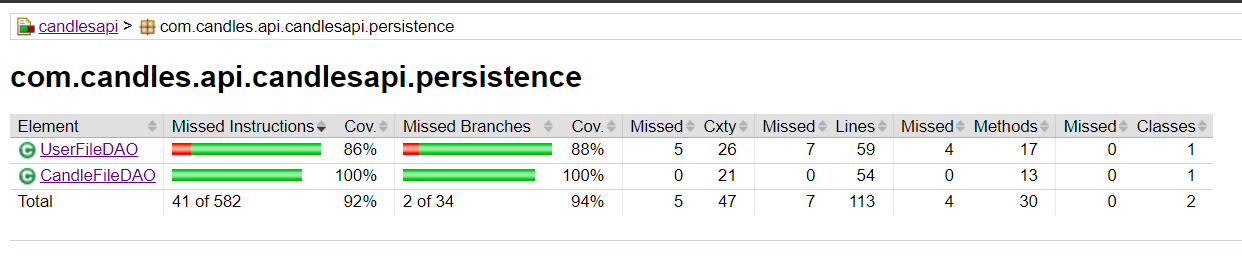 candlesapi > com.candles.api.candlesapi.persistence
com.candles.api.candlesapi.persistence
Element Missed Instructions Cov. Missed Branches Cov. Missed Cxty Missed Lines Missed Methods Missed Classes
UserFileDAO 86% 88% 5 26 7 59 4 17 0 1
CandleFileDAO 100% 100% 0 21 0 54 0 13 0 1
Total 41 of 582 92% 2 of 34 94% 5 47 7 113 4 30 0 2